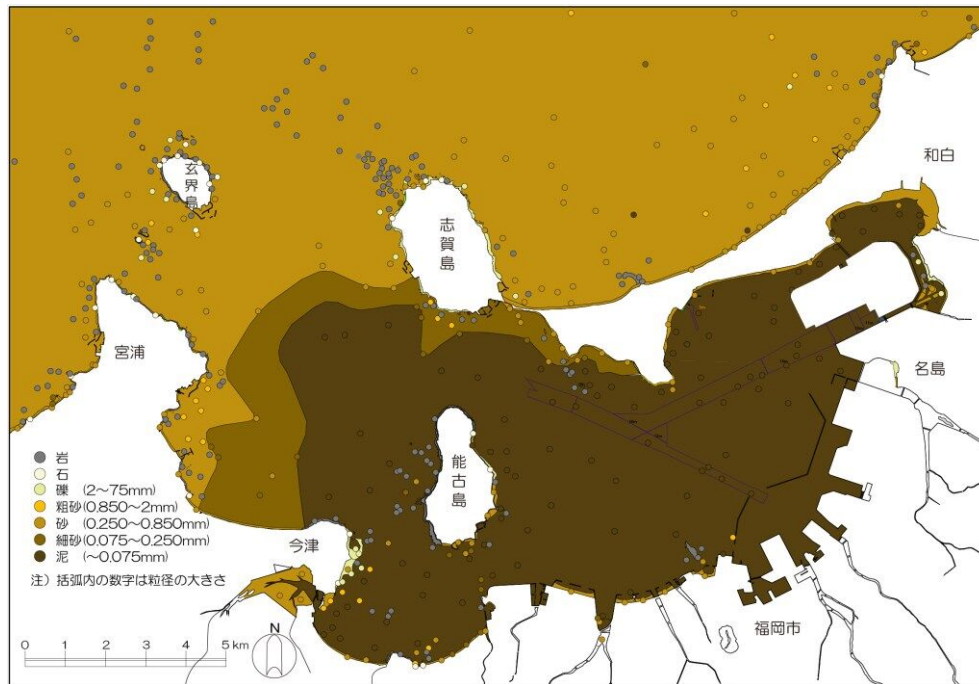 和白
玄界島
志賀島
宮浦
名島
能古島
岩
石
礫 (2～75mm)
粗砂(0.850～2mm)
砂 (0.250～0.850mm)
細砂(0.075～0.250mm)
泥 (～0.075mm)
今津
注）括弧内の数字は粒径の大きさ
福岡市
N
0 1 2 3 4 5 km